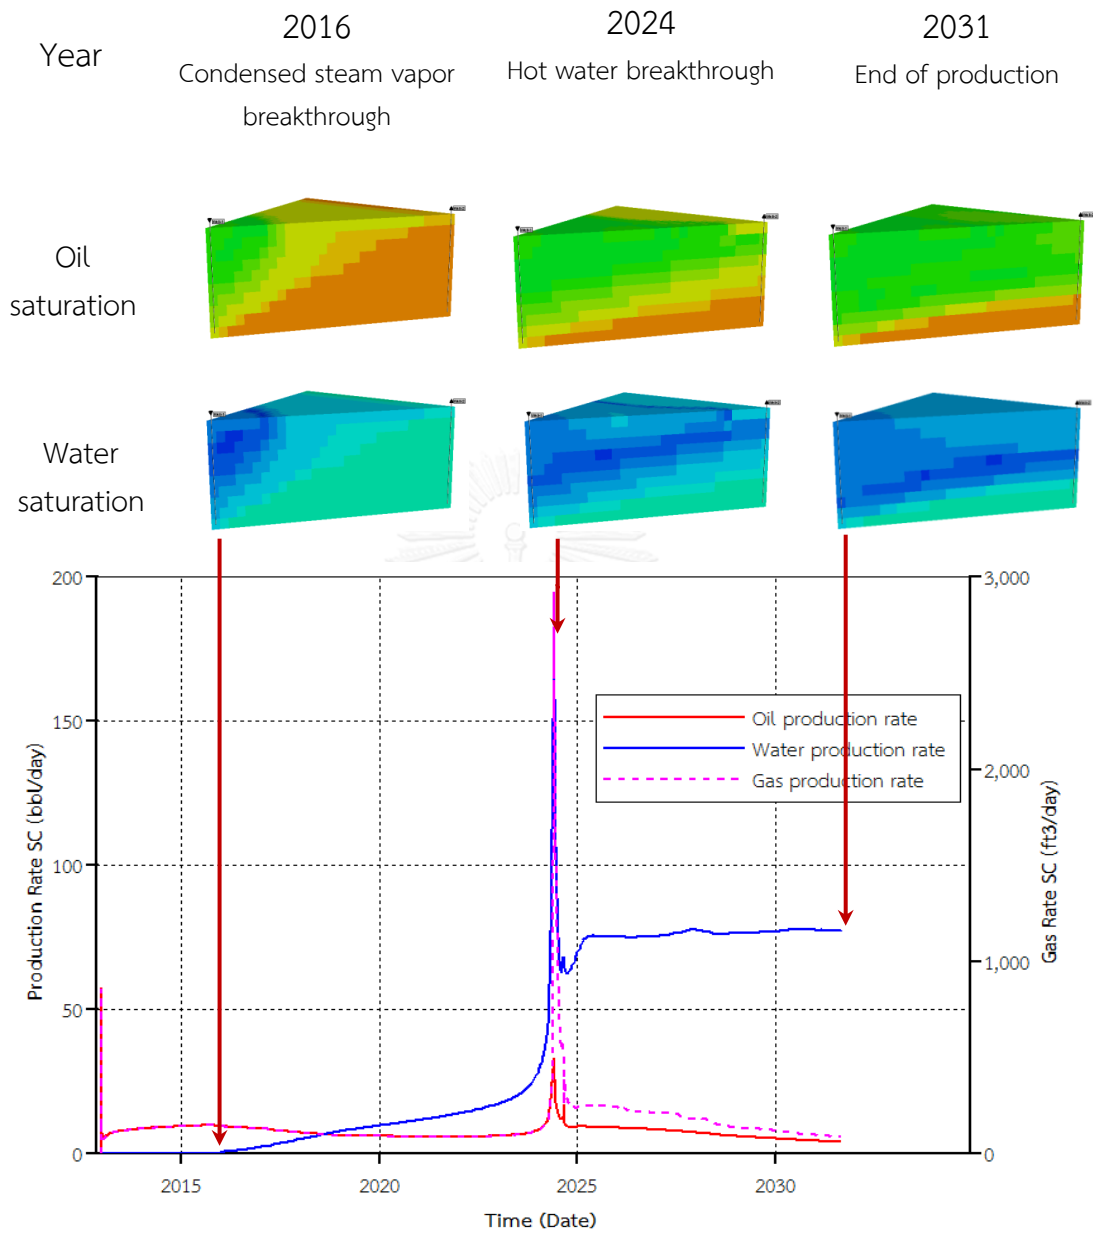 Year
2016
2024
2031
Condensed steam vapor
breakthrough
Hot water breakthrough
End of production
Oil
saturation
Water
saturation
200
150
100
50
0
Production Rate SC (bbl/day)
3,000
2,000
1,000
0
Gas Rate SC (ft3/day)
Oil production rate
Water production rate
Gas production rate
2015
2020
2025
2030
Time (Date)